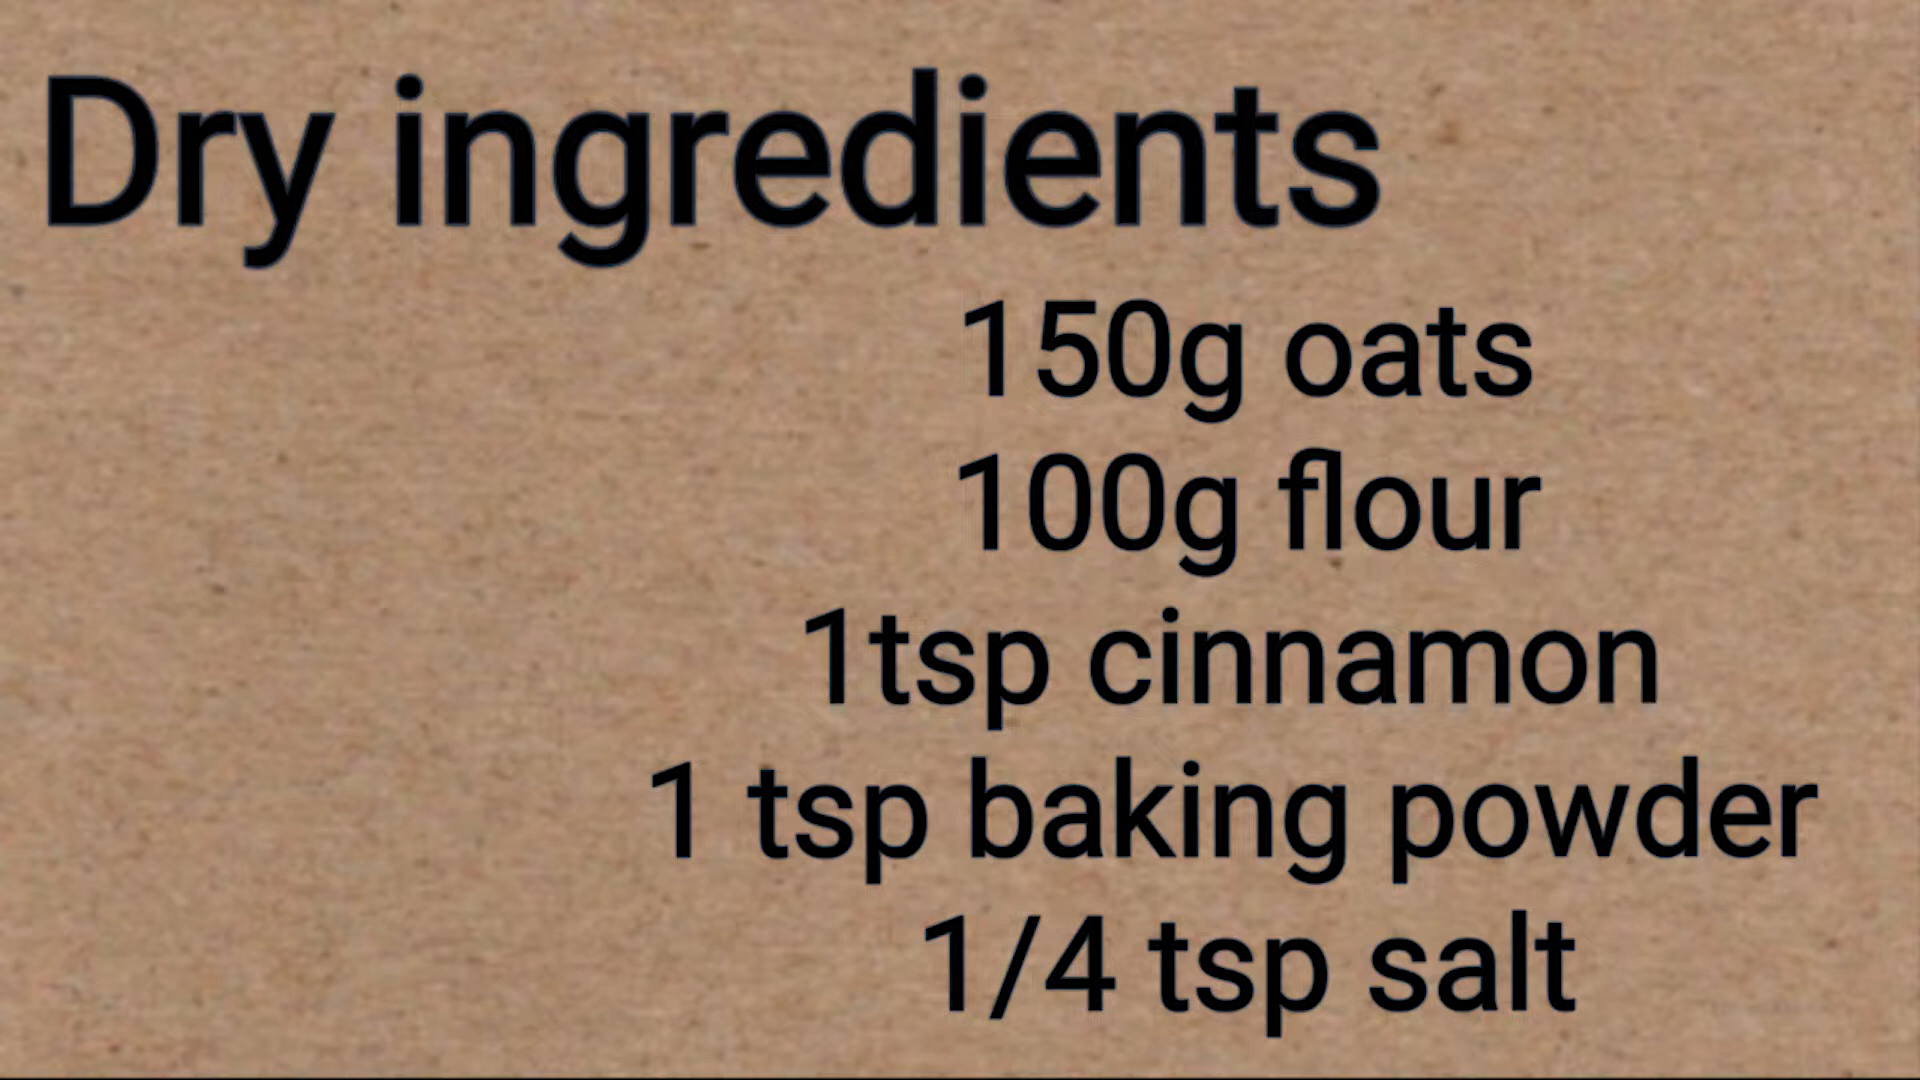 Dry ingredients
150g oats
100g flour
1tsp cinnamon
1 tsp baking powder
1/4 tsp salt